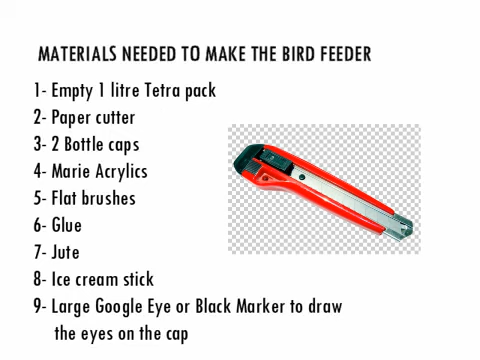 MATERIALS NEEDED TO MAKE THE BIRD FEEDER
1- Empty 1 litre Tetra pack
2- Paper cutter
3- 2 Bottle caps
4- Marie Acrylics
5- Flat brushes
6- Glue
7- Jute
8- Ice cream stick
9- Large Google Eye or Black Marker to draw
the eyes on the cap